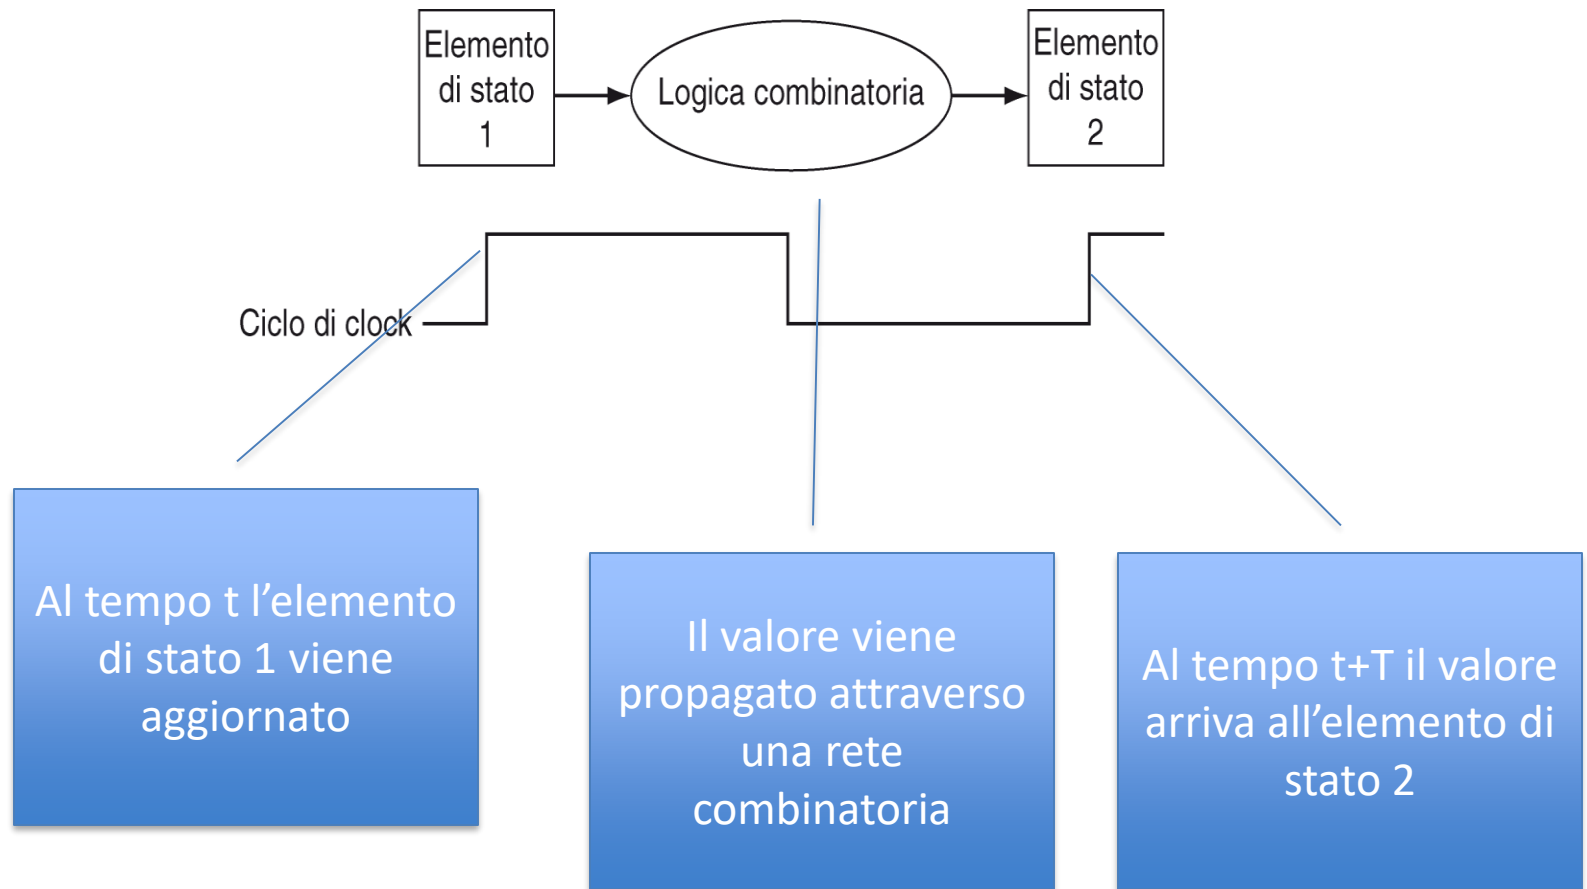 Elemento
di stato
1
Logica combinatoria
Elemento
di stato
2
Ciclo di clock
Al tempo t l’elemento
di stato 1 viene
aggiornato
Il valore viene
propagato attraverso
una rete
combinatoria
Al tempo t+T il valore
arriva all’elemento di
stato 2